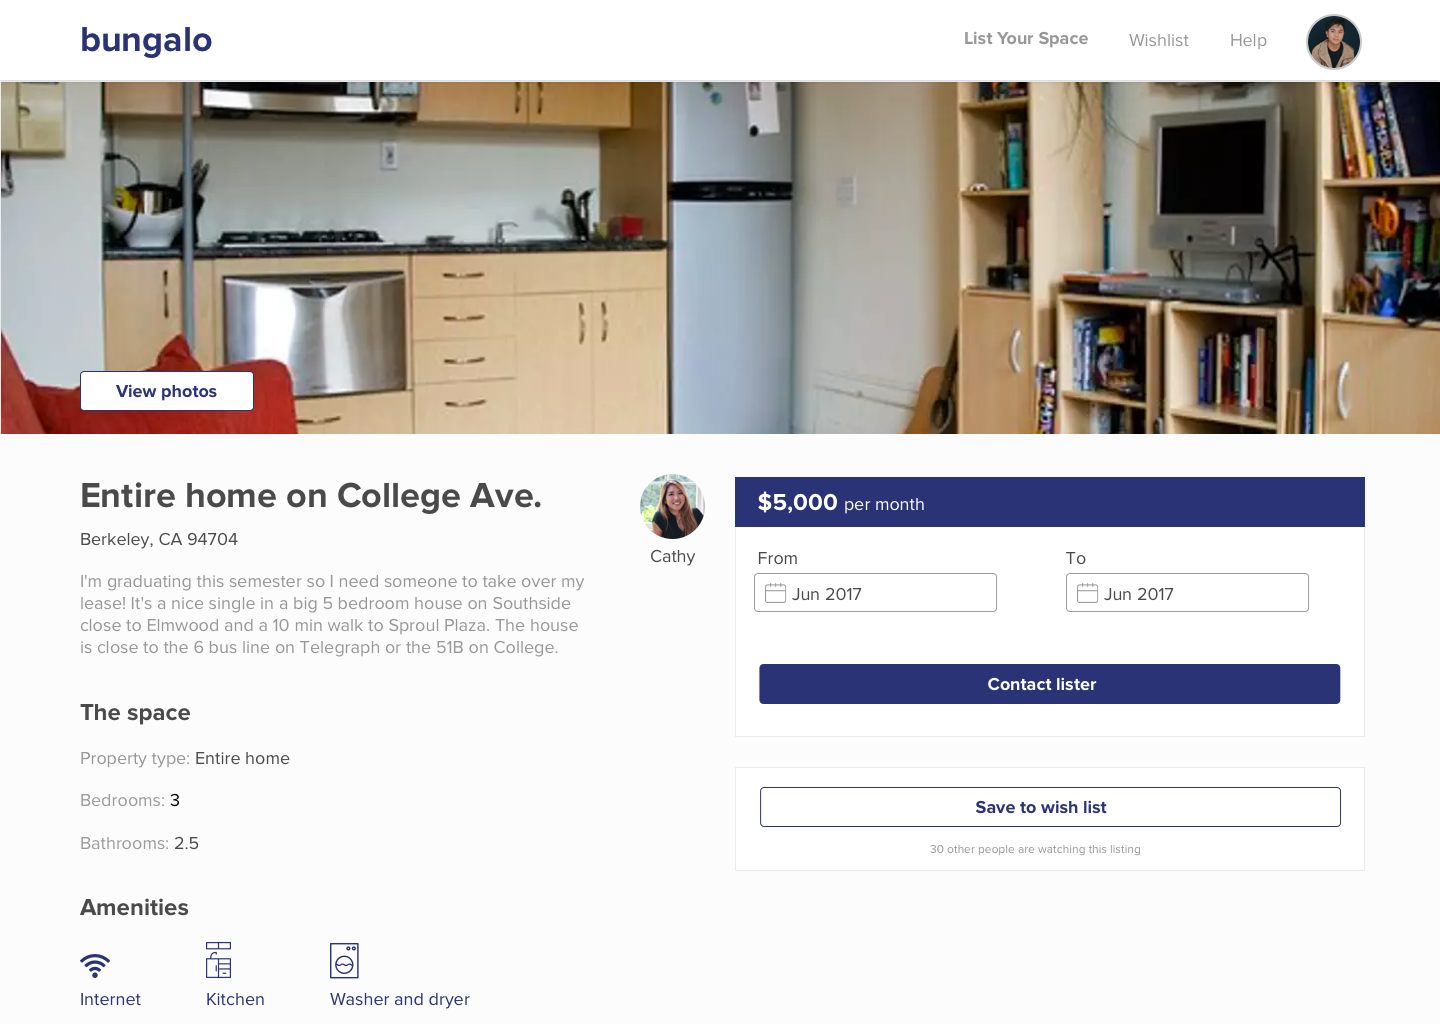 bungalo
List Your Space
Wishlist
Help
View photos
Entire home on College Ave.
Berkeley, CA 94704
I'm graduating this semester so I need someone to take over my
lease! It's a nice single in a big 5 bedroom house on Southside
close to Elmwood and a 10 min walk to Sproul Plaza. The house
is close to the 6 bus line on Telegraph or the 51B on College.
Cathy
The space
Property type: Entire home
Bedrooms: 3
Bathrooms: 2.5
Amenities
Internet
Kitchen
Washer and dryer
$5,000 per month
From
To
Jun 2017
Jun 2017
Contact lister
Save to wish list
30 other people are watching this listing